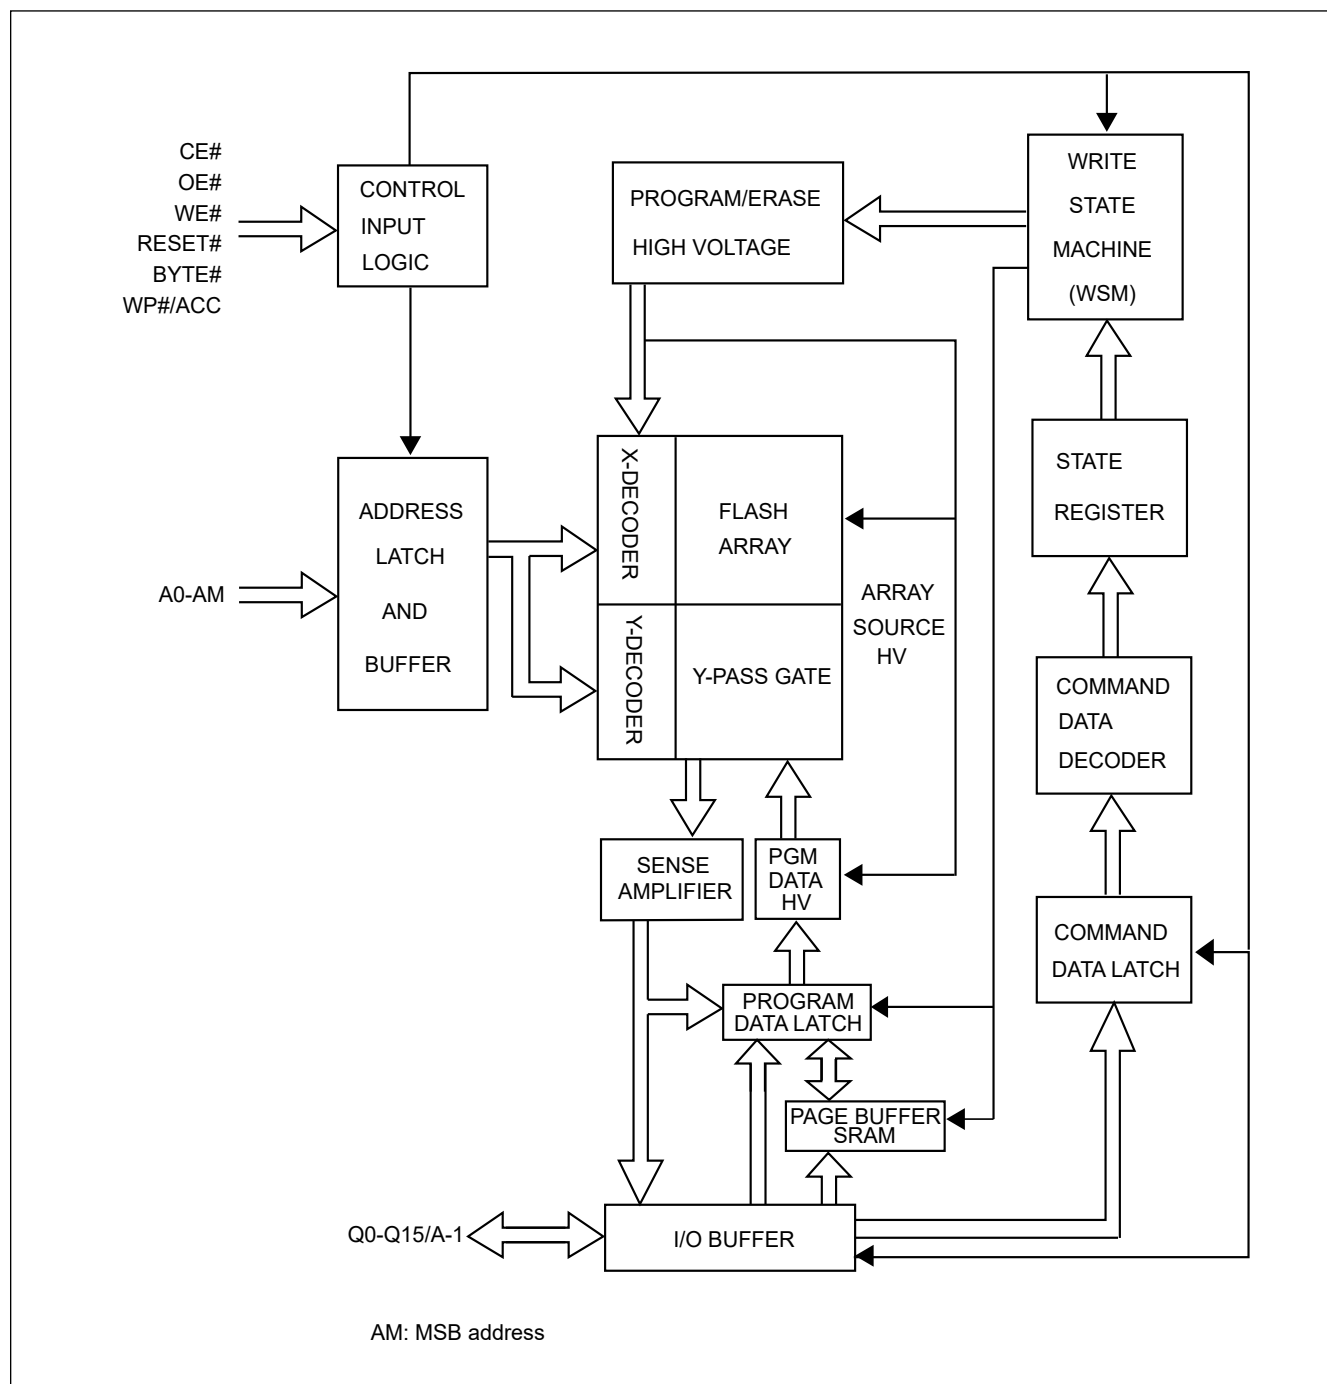 CE#
OE#
WE#
RESET#
BYTE#
WP#/ACC
CONTROL
INPUT
LOGIC
PROGRAM/ERASE
HIGH VOLTAGE
WRITE
STATE
MACHINE
(WSM)
A0-AM
ADDRESS
LATCH
AND
BUFFER
X-DECODER
FLASH
ARRAY
Y-DECODER
Y-PASS GATE
ARRAY
SOURCE
HV
STATE
REGISTER
COMMAND
DATA
DECODER
SENSE
AMPLIFIER
PGM
DATA
HV
COMMAND
DATA LATCH
PROGRAM
DATA LATCH
PAGE BUFFER
SRAM
Q0-Q15/A-1
I/O BUFFER
AM: MSB address